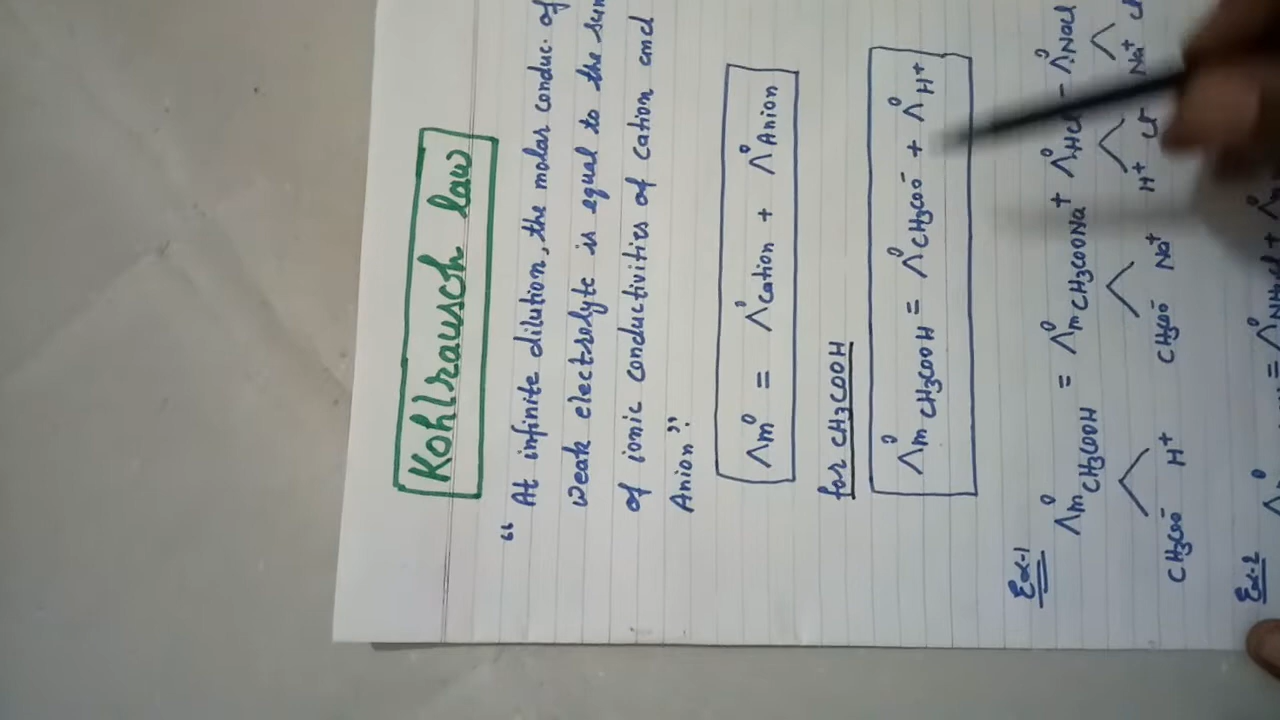 Kohlrausch law
“ At infinite dilution, the molar conduc. of
weak electrolyte is equal to the sum
of ionic conductivities of cation and
Anion”
Λm° = Λ°cation + Λ°Anion
for CH3COOH
Λ°m CH3COOH = Λ°CH3COO⁻ + Λ°H⁺
Ex-1
Λ°m CH3COOH = Λ°m CH3COONa + Λ°HCl - Λ°NaCl
CH3COO⁻ H⁺ CH3COO⁻ Na⁺ H⁺ Cl⁻ Na⁺
Ex-2
= Λ°NH4Cl + Λ°